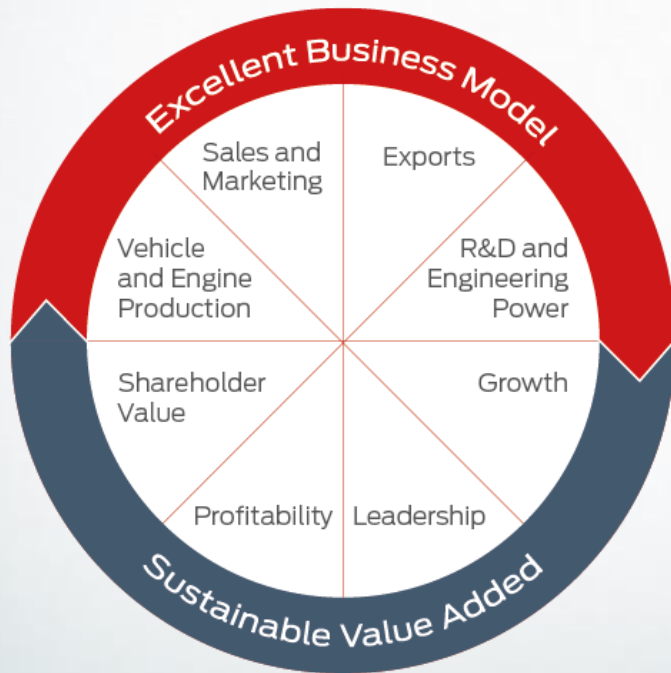 Excellent Business Model
Sales and
Marketing
Exports
Vehicle
and Engine
Production
R&D and
Engineering
Power
Shareholder
Value
Growth
Profitability
Leadership
Sustainable Value Added